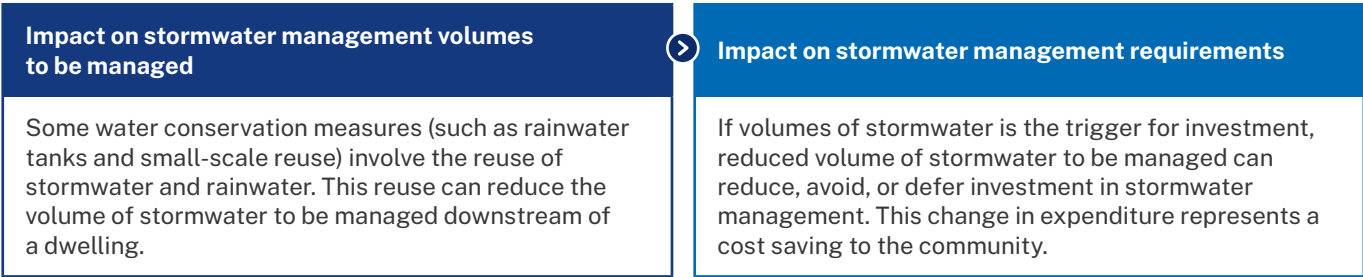 Impact on stormwater management volumes
to be managed
Some water conservation measures (such as rainwater
tanks and small-scale reuse) involve the reuse of
stormwater and rainwater. This reuse can reduce the
volume of stormwater to be managed downstream of
a dwelling.
Impact on stormwater management requirements
If volumes of stormwater is the trigger for investment,
reduced volume of stormwater to be managed can
reduce, avoid, or defer investment in stormwater
management. This change in expenditure represents a
cost saving to the community.